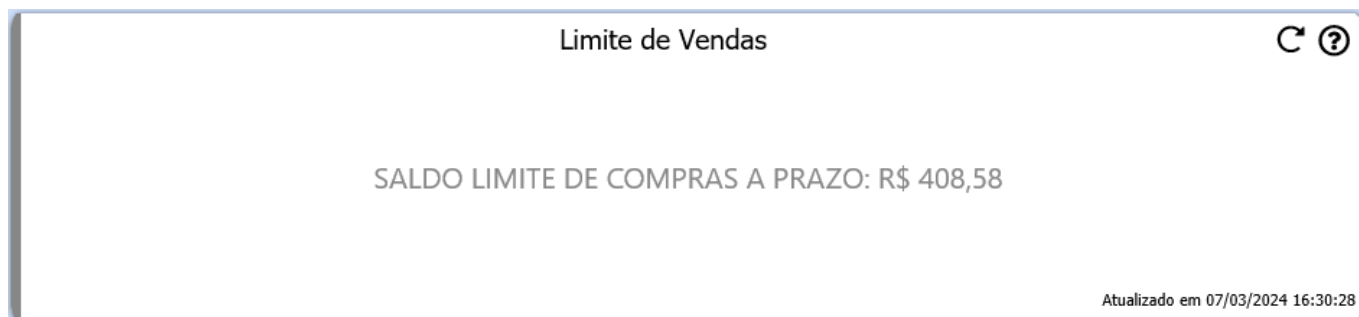 Limite de Vendas
SALDO LIMITE DE COMPRAS A PRAZO: R$ 408,58
Atualizado em 07/03/2024 16:30:28